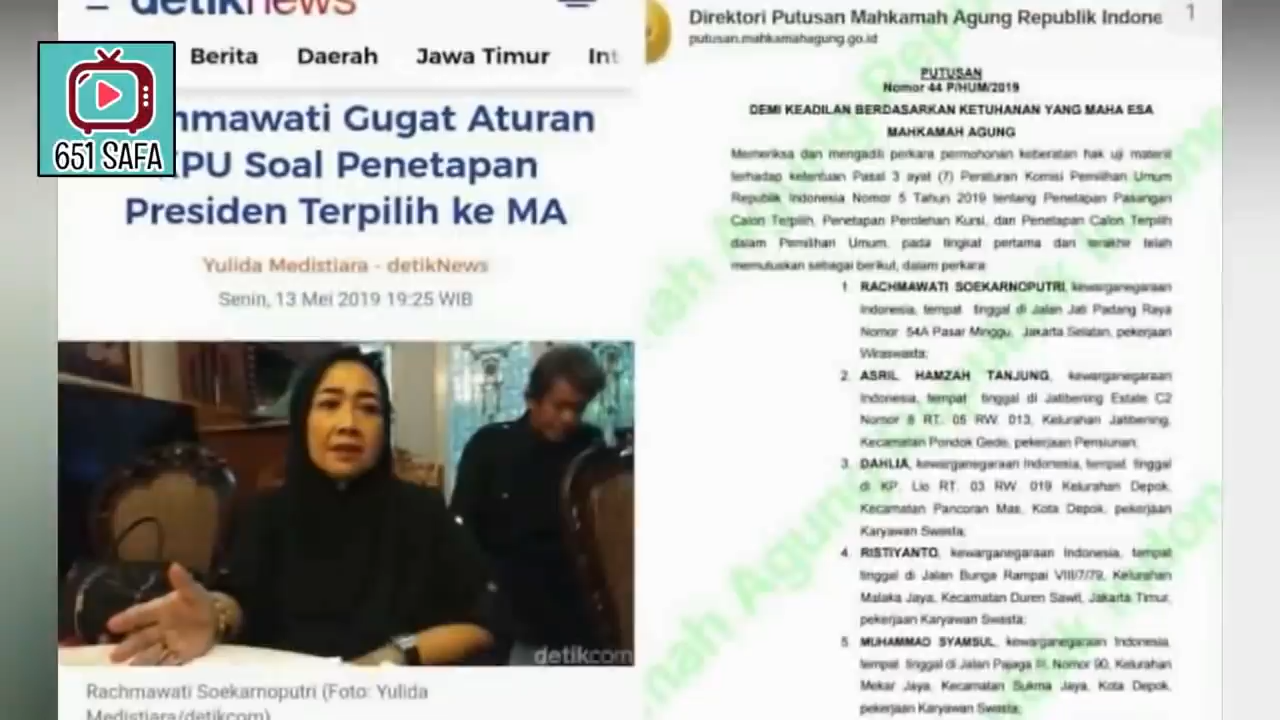 detiknews
Berita Daerah Jawa Timur Int
651 SAFA
hmawati Gugat Aturan
KPU Soal Penetapan
Presiden Terpilih ke MA
Yulida Medistiara - detikNews
Senin, 13 Mei 2019 19:25 WIB
detikcom
Rachmawati Soekarnoputri (Foto: Yulida
Medistiara/detikcom)
Direktori Putusan Mahkamah Agung Republik Indone
putusan.mahkamahagung.go.id
1
PUTUSAN
Nomor 44 P/HUM/2019
DEMI KEADILAN BERDASARKAN KETUHANAN YANG MAHA ESA
MAHKAMAH AGUNG
Memeriksa dan mengadili perkara permohonan keberatan hak uji materiil
terhadap ketentuan Pasal 3 ayat (7) Peraturan Komisi Pemilihan Umum
Republik Indonesia Nomor 5 Tahun 2019 tentang Penetapan Pasangan
Calon Terpilih, Penetapan Perolehan Kursi, dan Penetapan Calon Terpilih
dalam Pemilihan Umum, pada tingkat pertama dan terakhir telah
memutuskan sebagai berikut, dalam perkara:
1. RACHMAWATI SOEKARNOPUTRI, kewarganegaraan
Indonesia, tempat tinggal di Jalan Jati Padang Raya
Nomor 54A Pasar Minggu, Jakarta Selatan, pekerjaan
Wiraswasta;
2. ASRIL HAMZAH TANJUNG, kewarganegaraan
Indonesia, tempat tinggal di Jatibening Estate C2
Nomor 8 RT. 05 RW. 013, Kelurahan Jatibening,
Kecamatan Pondok Gede, pekerjaan Pensiunan;
3. DAHLIA, kewarganegaraan Indonesia, tempat tinggal
di KP. Lio RT. 03 RW. 019 Kelurahan Depok,
Kecamatan Pancoran Mas, Kota Depok, pekerjaan
Karyawan Swasta;
4. RISTIYANTO, kewarganegaraan Indonesia, tempat
tinggal di Jalan Bunga Rampai VIII/7/79, Kelurahan
Malaka Jaya, Kecamatan Duren Sawit, Jakarta Timur,
pekerjaan Karyawan Swasta;
5. MUHAMMAD SYAMSUL, kewarganegaraan Indonesia,
tempat tinggal di Jalan Pajaga III, Nomor 90, Kelurahan
Mekar Jaya, Kecamatan Sukma Jaya, Kota Depok,
pekerjaan Karyawan Swasta;